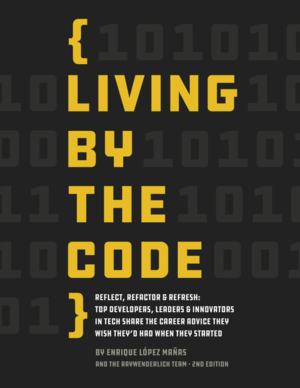 { 101010
LIVING
BY
THE
CODE
}
REFLECT, REFACTOR & REFRESH:
TOP DEVELOPERS, LEADERS & INNOVATORS
IN TECH SHARE THE CAREER ADVICE THEY
WISH THEY'D HAD WHEN THEY STARTED
BY ENRIQUE LÓPEZ MAÑAS
AND THE RAYWENDERLICH TEAM · 2ND EDITION